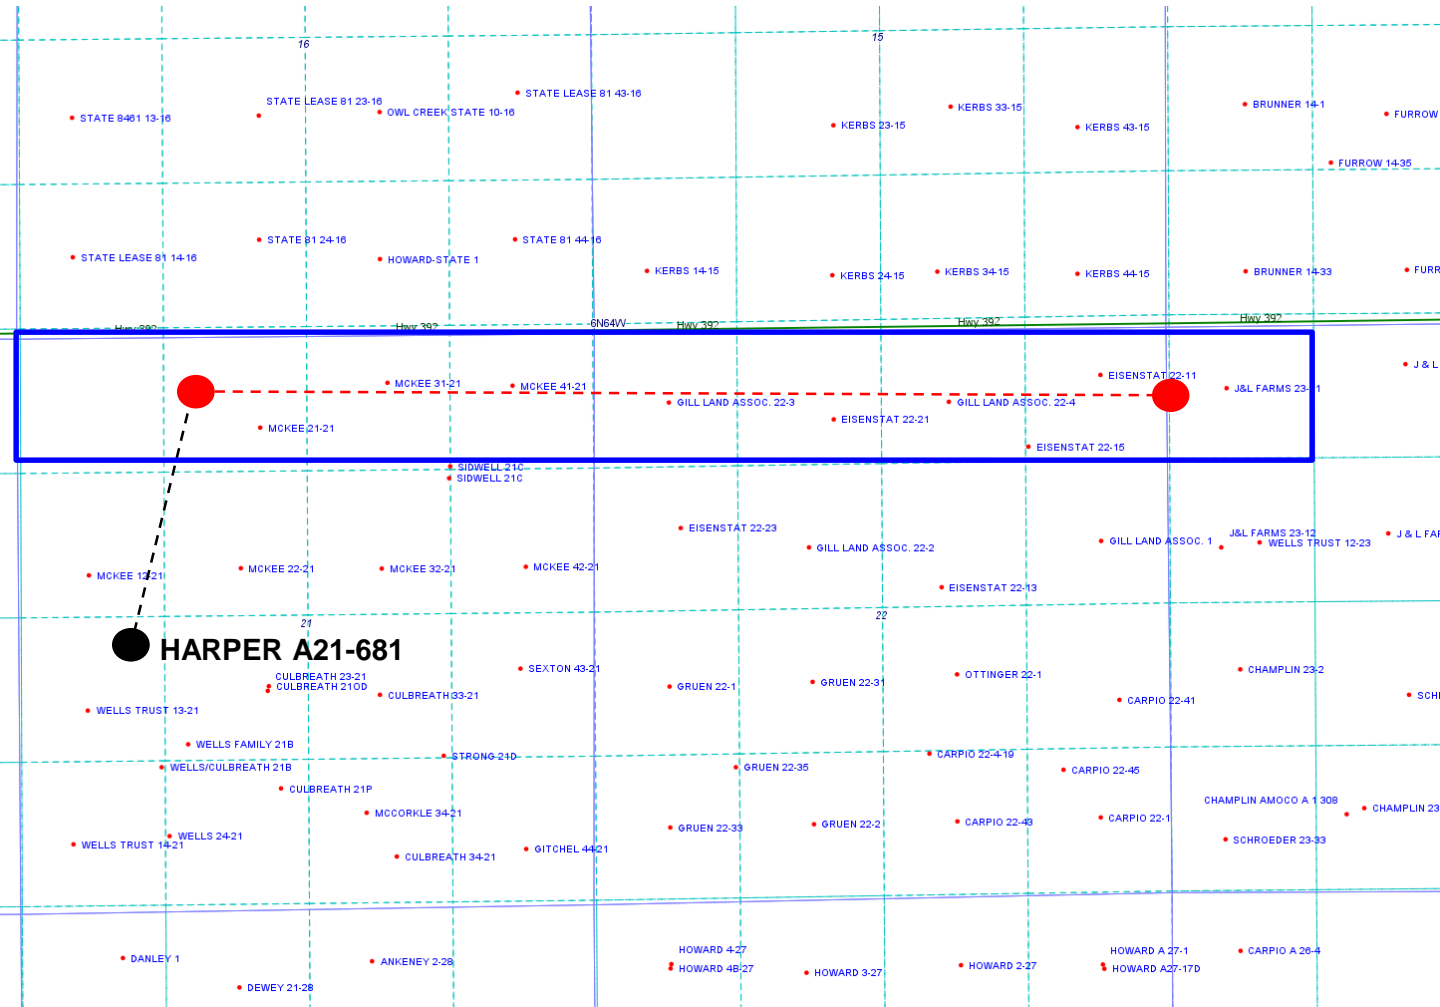 16
15
STATE LEASE 81 43-16
STATE LEASE 81 23-16
KERBS 33-15
BRUNNER 14-1
OWL CREEK STATE 10-16
FURROW
STATE 8461 13-16
KERBS 23-15
KERBS 43-15
FURROW 14-35
STATE 81 24-16
STATE 81 44-16
STATE LEASE 81 14-16
HOWARD-STATE 1
KERBS 14-15
KERBS 24-15
KERBS 34-15
KERBS 44-15
BRUNNER 14-33
FURR
Hwy 392
Hwy 392
6N64W
Hwy 392
Hwy 392
Hwy 392
J & L
EISENSTAT 22-11
MCKEE 31-21
MCKEE 41-21
J&L FARMS 23-
GILL LAND ASSOC. 22-3
GILL LAND ASSOC. 22-4
EISENSTAT 22-21
MCKEE 21-21
EISENSTAT 22-15
SIDWELL 21C
SIDWELL 21C
EISENSTAT 22-23
J&L FARMS 23-12
J & L FAR
GILL LAND ASSOC. 1
WELLS TRUST 12-23
GILL LAND ASSOC. 22-2
MCKEE 12-21
MCKEE 22-21
MCKEE 32-21
MCKEE 42-21
EISENSTAT 22-13
21
22
HARPER A21-681
SEXTON 43-21
CHAMPLIN 23-2
CULBREATH 23-21
OTTINGER 22-1
CULBREATH 21OD
GRUEN 22-1
GRUEN 22-31
CULBREATH 33-21
CARPIO 22-41
SCH
WELLS TRUST 13-21
WELLS FAMILY 21B
STRONG 21D
CARPIO 22-4-19
WELLS/CULBREATH 21B
GRUEN 22-35
CARPIO 22-45
CULBREATH 21P
CHAMPLIN AMOCO A 1 308
CHAMPLIN 23
MCCORKLE 34-21
GRUEN 22-33
GRUEN 22-2
CARPIO 22-43
CARPIO 22-1
WELLS 24-21
WELLS TRUST 14-21
GITCHEL 44-21
SCHROEDER 23-33
CULBREATH 34-21
HOWARD 4-27
HOWARD A 27-1
CARPIO A 26-4
DANLEY 1
ANKENEY 2-28
HOWARD 4B-27
HOWARD 3-27
HOWARD 2-27
HOWARD A27-17D
DEWEY 21-28